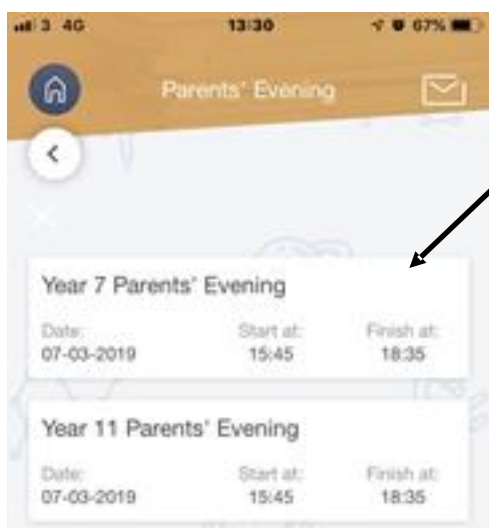 3 4G 13:30 67%
Parents' Evening
Year 7 Parents' Evening
Date: Start at: Finish at:
07-03-2019 15:45 18:35
Year 11 Parents' Evening
Date: Start at: Finish at:
07-03-2019 15:45 18:35